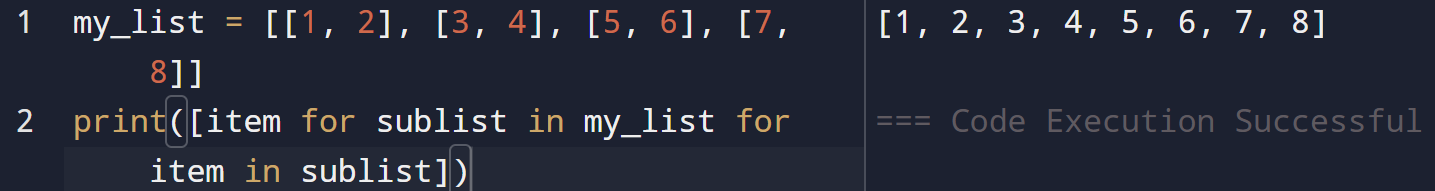 1 my_list = [[1, 2], [3, 4], [5, 6], [7,
8]]
2 print([item for sublist in my_list for
item in sublist])
[1, 2, 3, 4, 5, 6, 7, 8]
=== Code Execution Successful